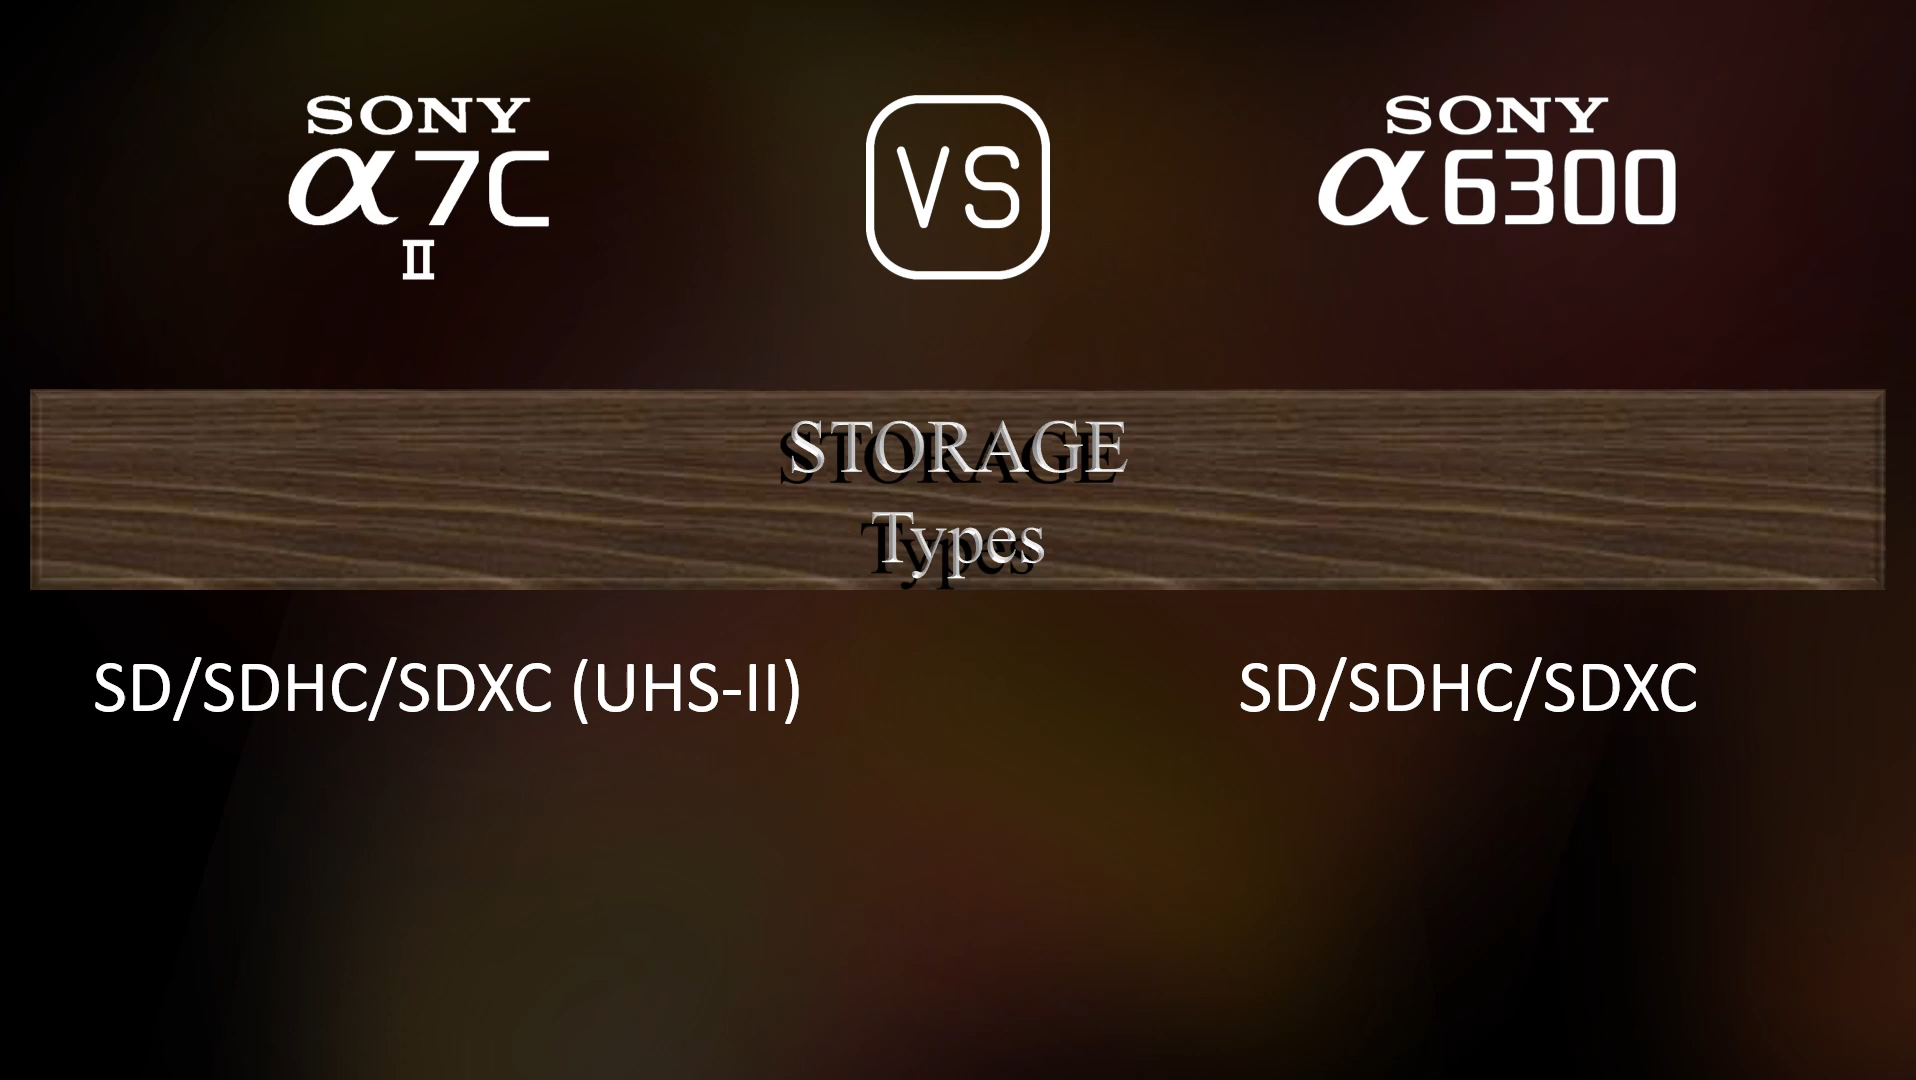 SONY
α7C
II
VS
SONY
α6300
STORAGE
Types
SD/SDHC/SDXC (UHS-II)
SD/SDHC/SDXC